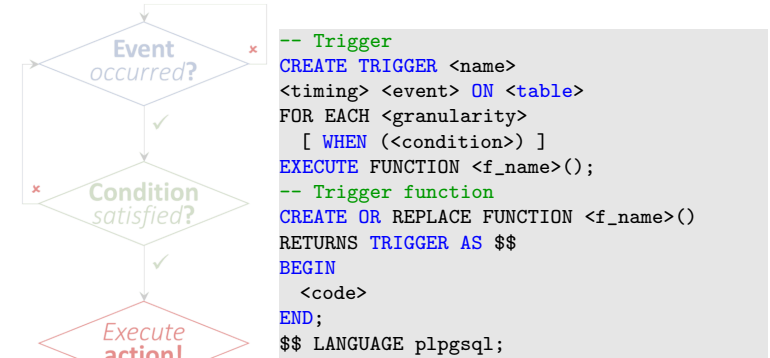 Event
occurred?
Condition
satisfied?
Execute
action!
-- Trigger
CREATE TRIGGER <name>
<timing> <event> ON <table>
FOR EACH <granularity>
  [ WHEN (<condition>) ]
EXECUTE FUNCTION <f_name>();
-- Trigger function
CREATE OR REPLACE FUNCTION <f_name>()
RETURNS TRIGGER AS $$
BEGIN
  <code>
END;
$$ LANGUAGE plpgsql;